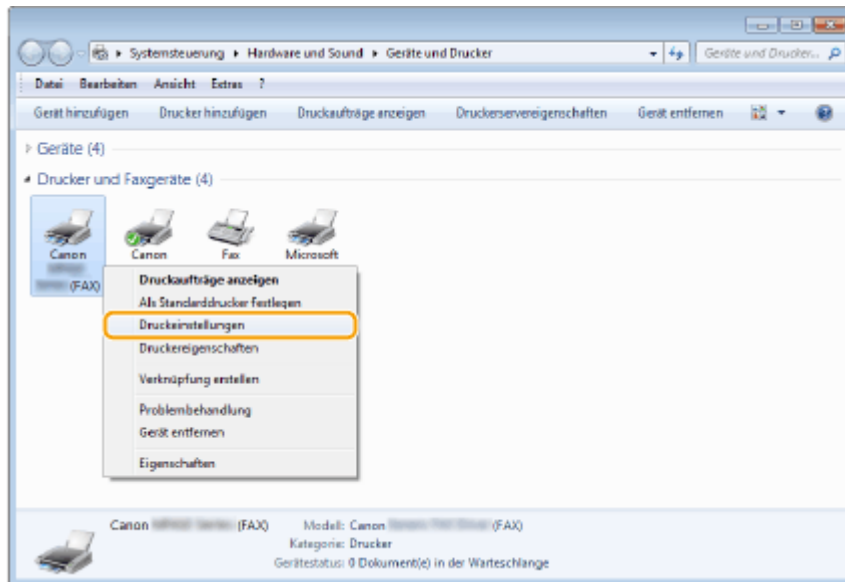 Systemsteuerung Hardware und Sound Geräte und Drucker
Geräte und Drucker...
Datei Bearbeiten Ansicht Extras ?
Gerät hinzufügen Drucker hinzufügen Druckaufträge anzeigen Druckerservereigenschaften Gerät entfernen
Geräte (4)
Drucker und Faxgeräte (4)
Canon Canon Fax Microsoft
(FAX)
Druckaufträge anzeigen
Als Standarddrucker festlegen
Druckeinstellungen
Druckereigenschaften
Verknüpfung erstellen
Problembehandlung
Gerät entfernen
Eigenschaften
Canon (FAX) Modell: Canon (FAX)
Kategorie: Drucker
Gerätestatus: 0 Dokument(e) in der Warteschlange